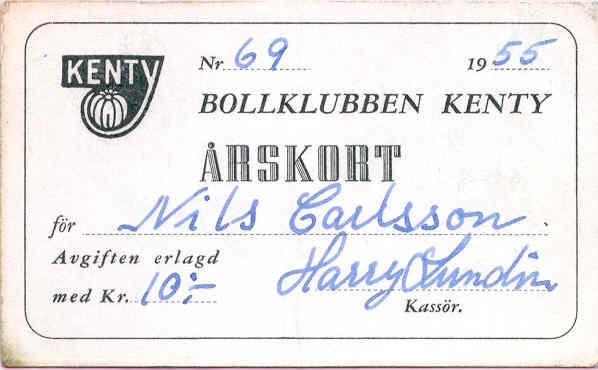 KENTY
Nr 69 1955
BOLLKLUBBEN KENTY
ÅRSKORT
för Nils Carlsson.
Avgiften erlagd
med Kr. 10:-
Harry Lundin
Kassör.